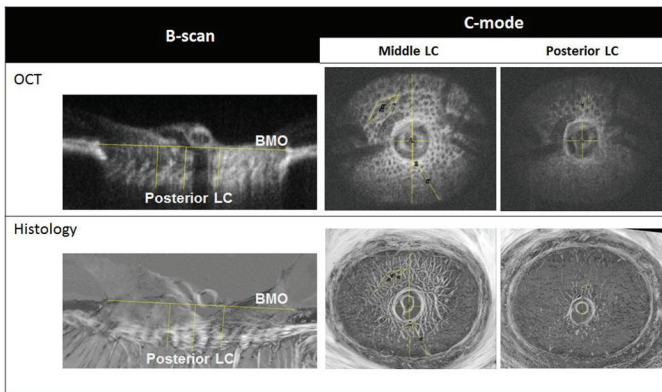 B-scan
C-mode
Middle LC
Posterior LC
OCT
BMO
Posterior LC
Histology
BMO
Posterior LC